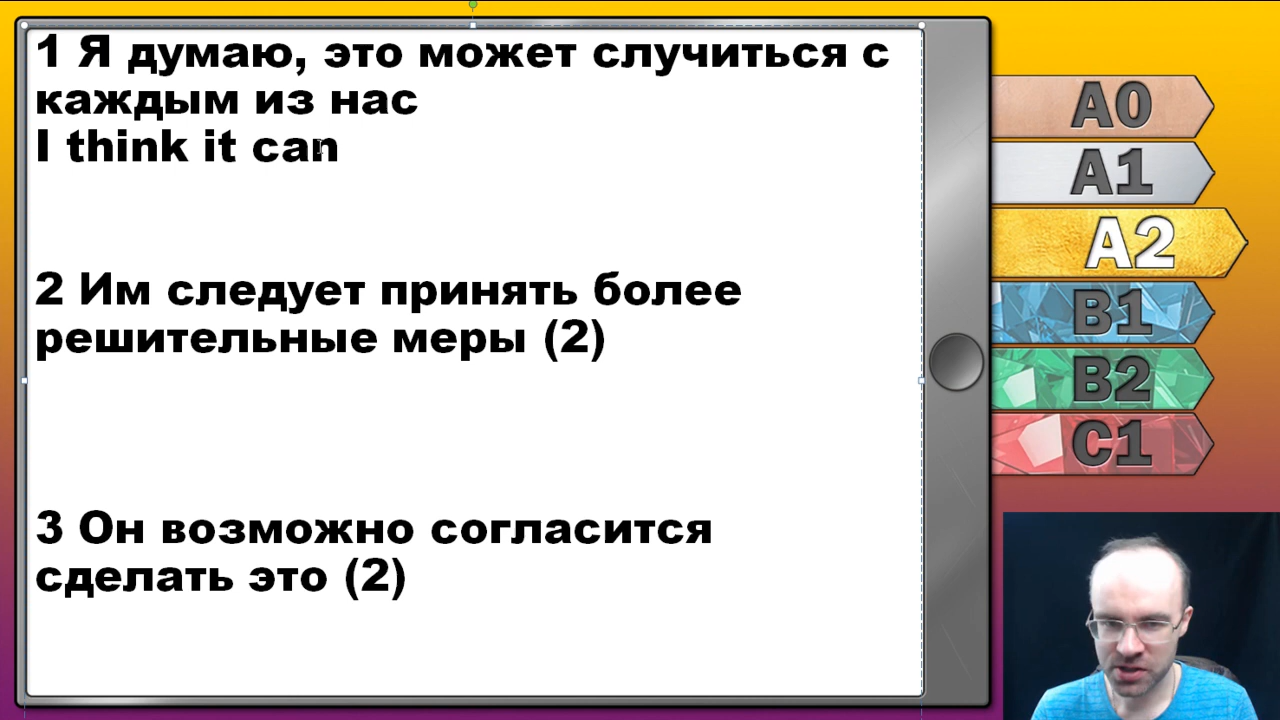 1 Я думаю, это может случиться с
каждым из нас
I think it can
2 Им следует принять более
решительные меры (2)
3 Он возможно согласится
сделать это (2)
A0
A1
A2
B1
B2
C1